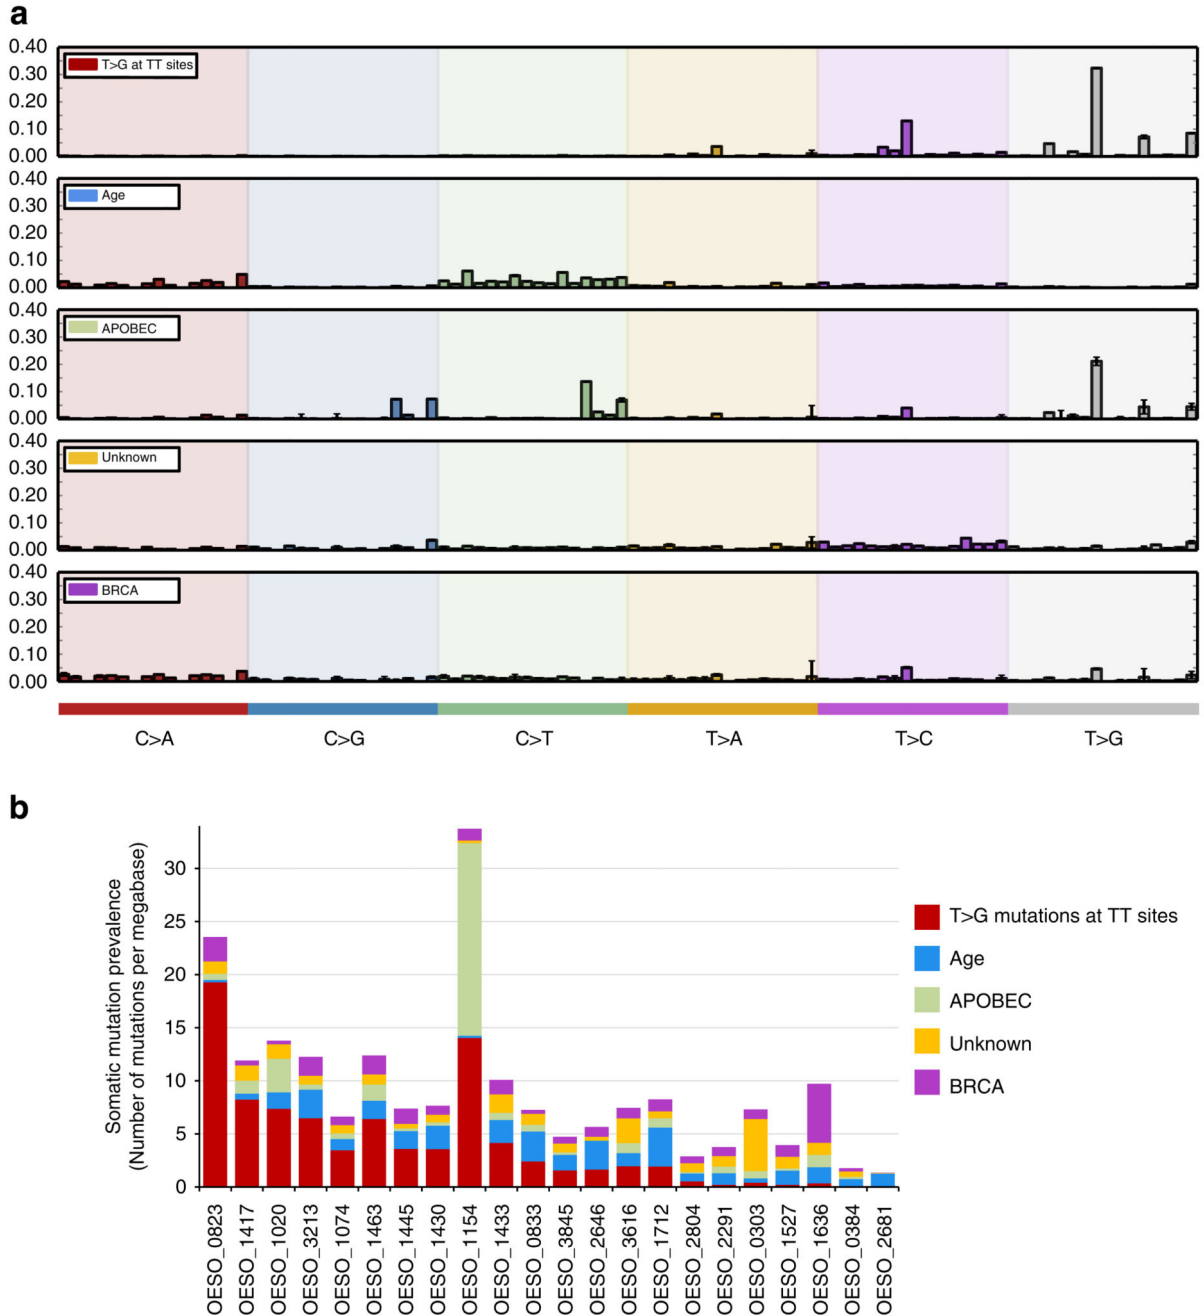 a
0.40
0.30
0.20
0.10
0.00
T>G at TT sites
0.40
0.30
0.20
0.10
0.00
Age
0.40
0.30
0.20
0.10
0.00
APOBEC
0.40
0.30
0.20
0.10
0.00
Unknown
0.40
0.30
0.20
0.10
0.00
BRCA
C>A C>G C>T T>A T>C T>G
b
Somatic mutation prevalence
(Number of mutations per megabase)
30
25
20
15
10
5
0
T>G mutations at TT sites
Age
APOBEC
Unknown
BRCA
OESO_0823
OESO_1417
OESO_1020
OESO_3213
OESO_1074
OESO_1463
OESO_1445
OESO_1430
OESO_1154
OESO_1433
OESO_0833
OESO_3845
OESO_2646
OESO_3616
OESO_1712
OESO_2804
OESO_2291
OESO_0303
OESO_1527
OESO_1636
OESO_0384
OESO_2681